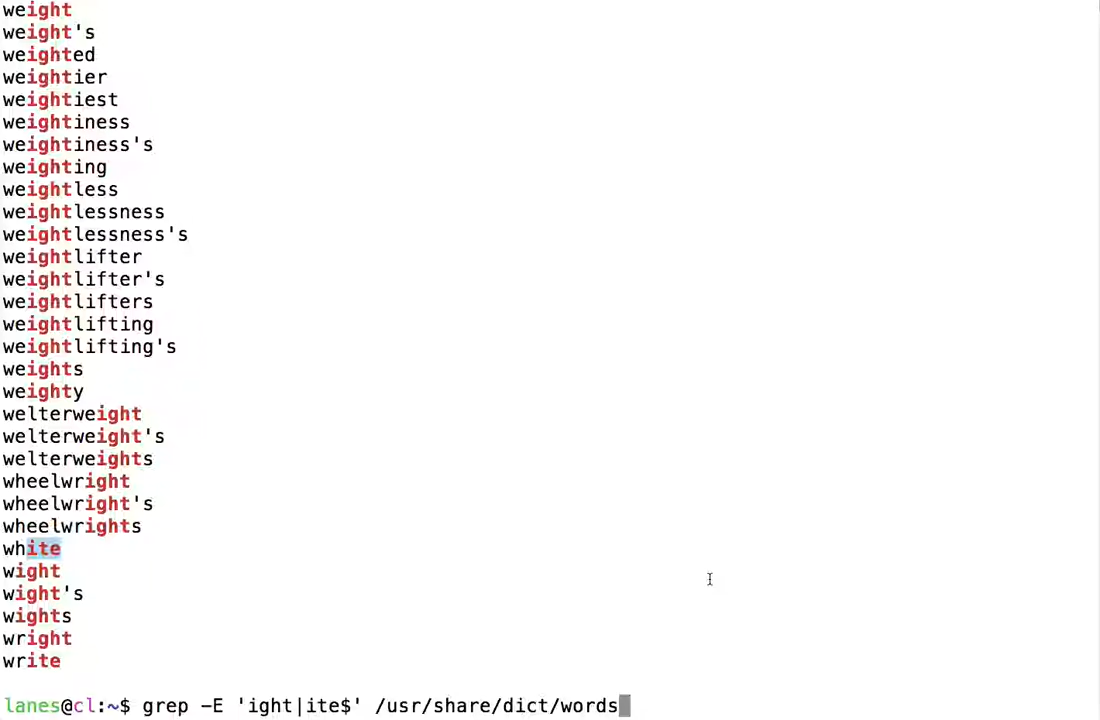 weight
weight's
weighted
weightier
weightiest
weightiness
weightiness's
weighting
weightless
weightlessness
weightlessness's
weightlifter
weightlifter's
weightlifters
weightlifting
weightlifting's
weights
weighty
welterweight
welterweight's
welterweights
wheelwright
wheelwright's
wheelwrights
white
wight
wight's
wights
wright
write
lanes@cl:~$ grep -E 'ight|ite$' /usr/share/dict/words